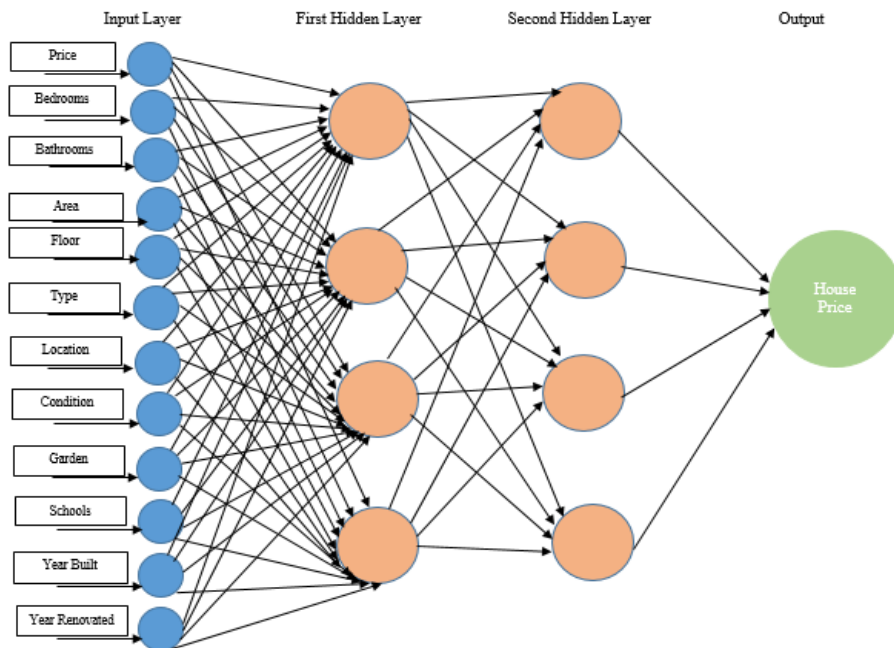 Input Layer
First Hidden Layer
Second Hidden Layer
Output
Price
Bedrooms
Bathrooms
Area
Floor
Type
Location
Condition
Garden
Schools
Year Built
Year Renovated
House
Price